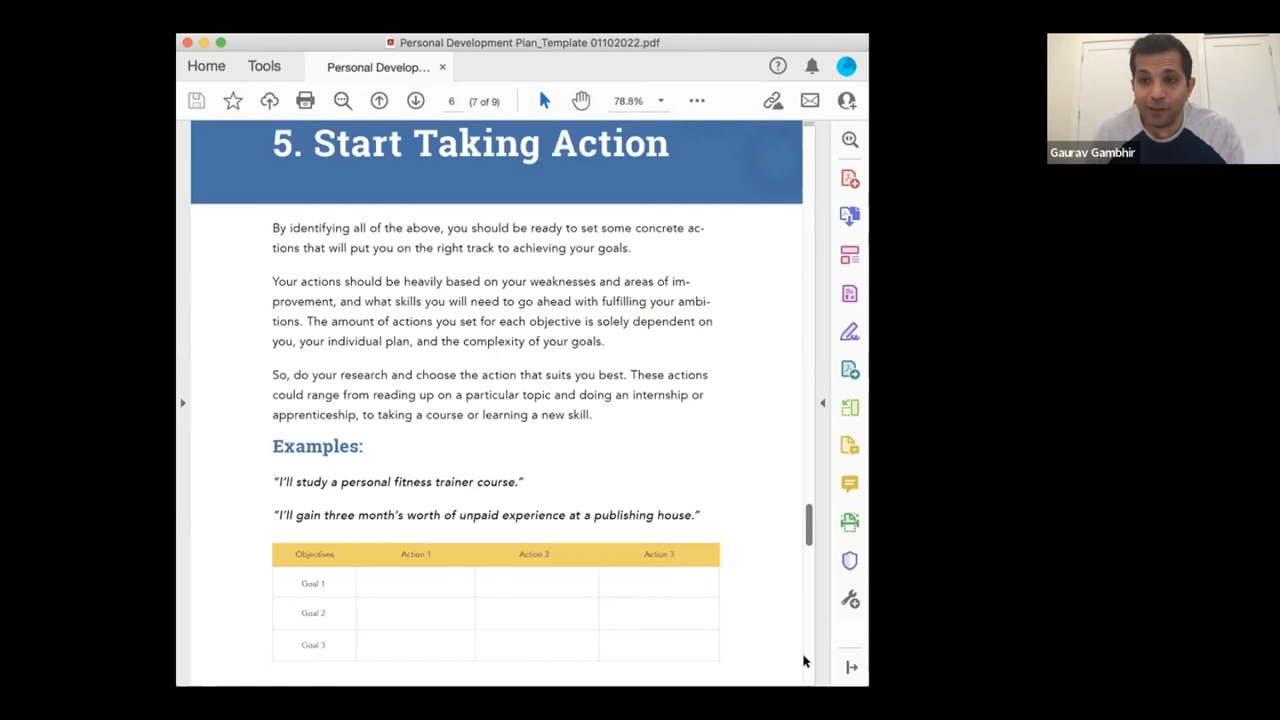 Personal Development Plan_Template 01102022.pdf
Home
Tools
Personal Develop...
6
(7 of 9)
78.8%
5. Start Taking Action
By identifying all of the above, you should be ready to set some concrete ac-
tions that will put you on the right track to achieving your goals.
Your actions should be heavily based on your weaknesses and areas of im-
provement, and what skills you will need to go ahead with fulfilling your ambi-
tions. The amount of actions you set for each objective is solely dependent on
you, your individual plan, and the complexity of your goals.
So, do your research and choose the action that suits you best. These actions
could range from reading up on a particular topic and doing an internship or
apprenticeship, to taking a course or learning a new skill.
Examples:
“I’ll study a personal fitness trainer course.”
“I’ll gain three month’s worth of unpaid experience at a publishing house.”
Objectives Action 1 Action 2 Action 3
Goal 1
Goal 2
Goal 3
Gaurav Gambhir